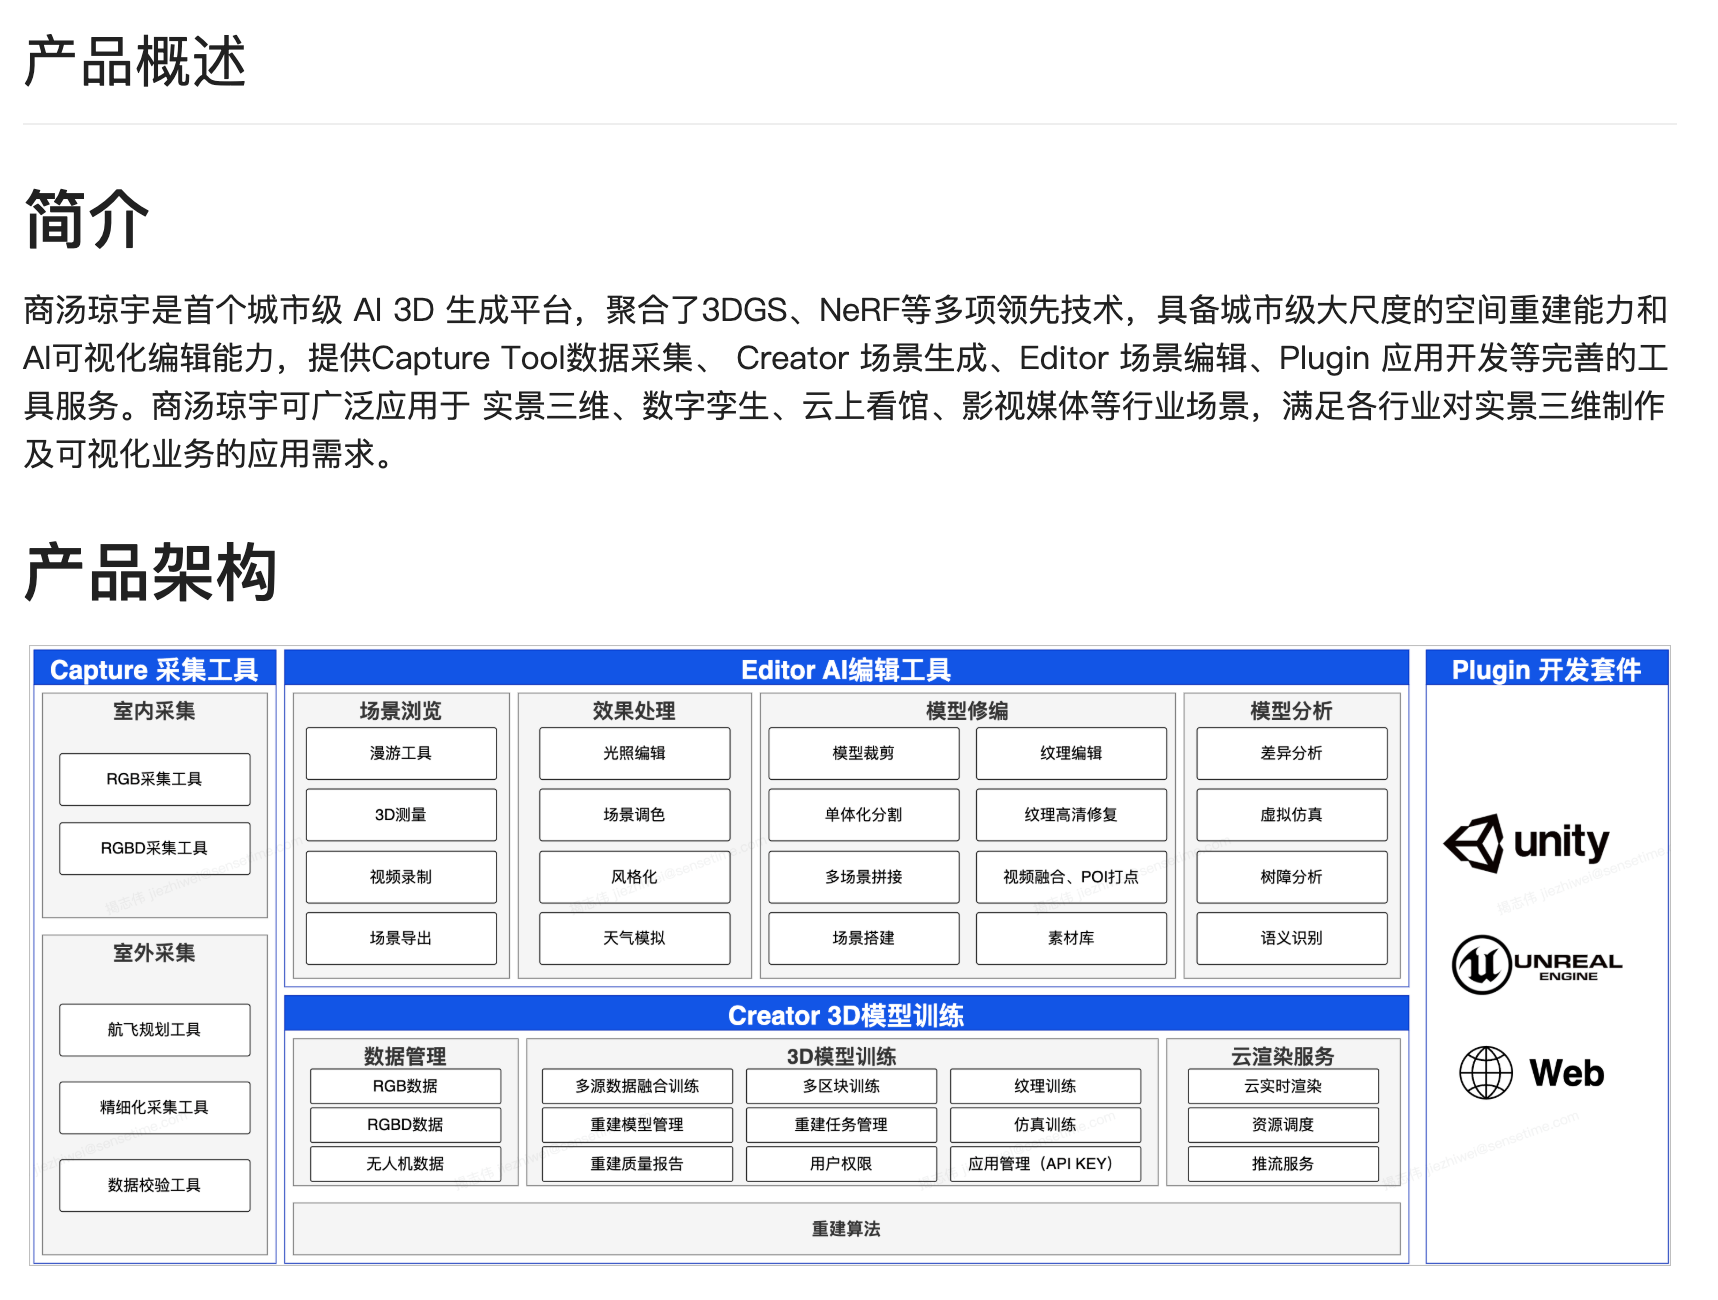 产品概述
简介
商汤琼宇是首个城市级 AI 3D 生成平台，聚合了3DGS、NeRF等多项领先技术，具备城市级大尺度的空间重建能力和
AI可视化编辑能力，提供Capture Tool数据采集、 Creator 场景生成、Editor 场景编辑、Plugin 应用开发等完善的工
具服务。商汤琼宇可广泛应用于 实景三维、数字孪生、云上看馆、影视媒体等行业场景，满足各行业对实景三维制作
及可视化业务的应用需求。
产品架构
Capture 采集工具
室内采集
RGB采集工具
RGBD采集工具
室外采集
航飞规划工具
精细化采集工具
数据校验工具
Editor AI编辑工具
场景浏览
漫游工具
3D测量
视频录制
场景导出
效果处理
光照编辑
场景调色
风格化
天气模拟
模型修编
模型裁剪
纹理编辑
单体化分割
纹理高清修复
多场景拼接
视频融合、POI打点
场景搭建
素材库
模型分析
差异分析
虚拟仿真
树障分析
语义识别
Creator 3D模型训练
数据管理
RGB数据
RGBD数据
无人机数据
3D模型训练
多源数据融合训练
多区块训练
纹理训练
重建模型管理
重建任务管理
仿真训练
重建质量报告
用户权限
应用管理（API KEY）
云渲染服务
云实时渲染
资源调度
推流服务
重建算法
Plugin 开发套件
unity
UNREAL
ENGINE
Web